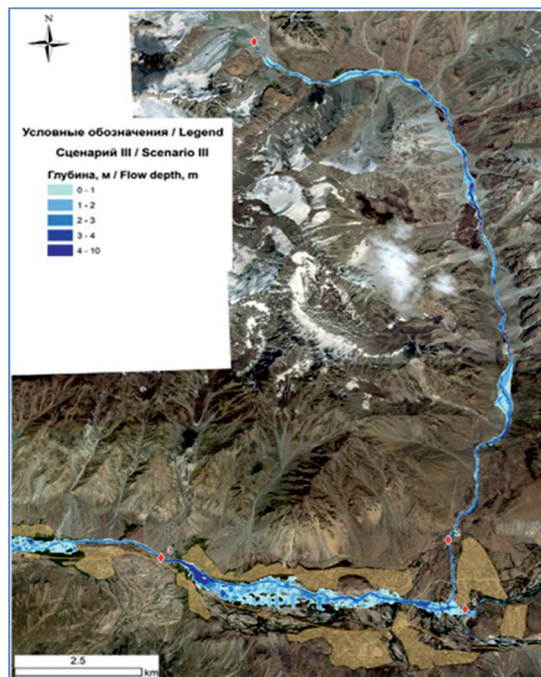 N
Условные обозначения / Legend
Сценарий III / Scenario III
Глубина, м / Flow depth, m
0 - 1
1 - 2
2 - 3
3 - 4
4 - 10
2.5
km